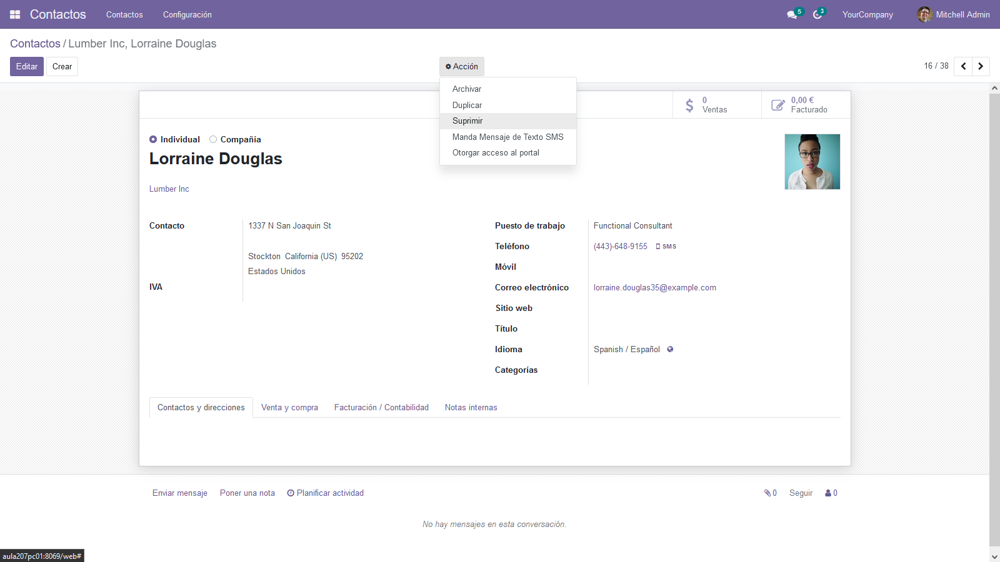 Contactos Contactos Configuración 5 3 YourCompany Mitchell Admin
Contactos / Lumber Inc, Lorraine Douglas
Editar Crear Acción 16 / 38
Archivar
Duplicar
Suprimir
Manda Mensaje de Texto SMS
Otorgar acceso al portal
0
Ventas
0,00 €
Facturado
Individual Compañía
Lorraine Douglas
Lumber Inc
Contacto 1337 N San Joaquin St
Stockton California (US) 95202
Estados Unidos
IVA
Puesto de trabajo Functional Consultant
Teléfono (443)-648-9155 SMS
Móvil
Correo electrónico lorraine.douglas35@example.com
Sitio web
Título
Idioma Spanish / Español
Categorías
Contactos y direcciones Venta y compra Facturación / Contabilidad Notas internas
Enviar mensaje Poner una nota Planificar actividad 0 Seguir 0
No hay mensajes en esta conversación.
aula207pc01:8069/web#